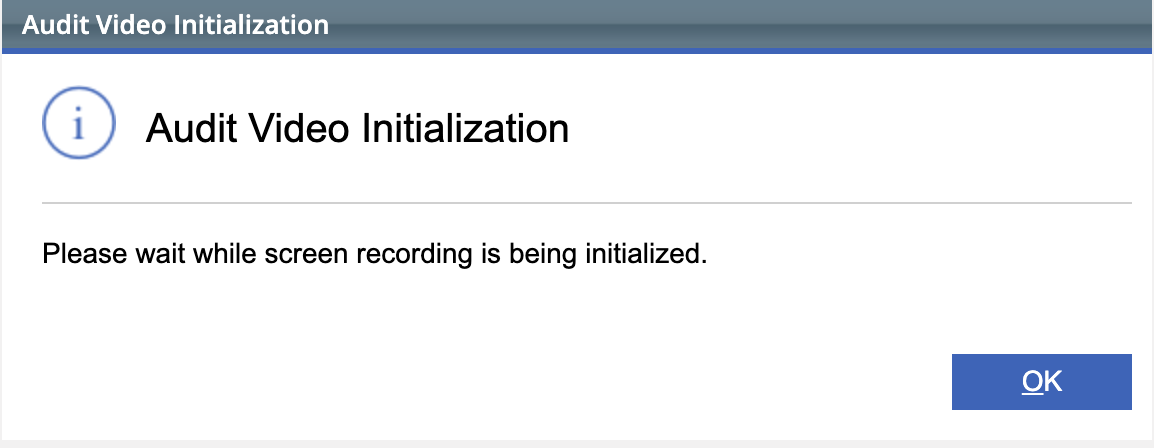 Audit Video Initialization
i
Audit Video Initialization
Please wait while screen recording is being initialized.
OK